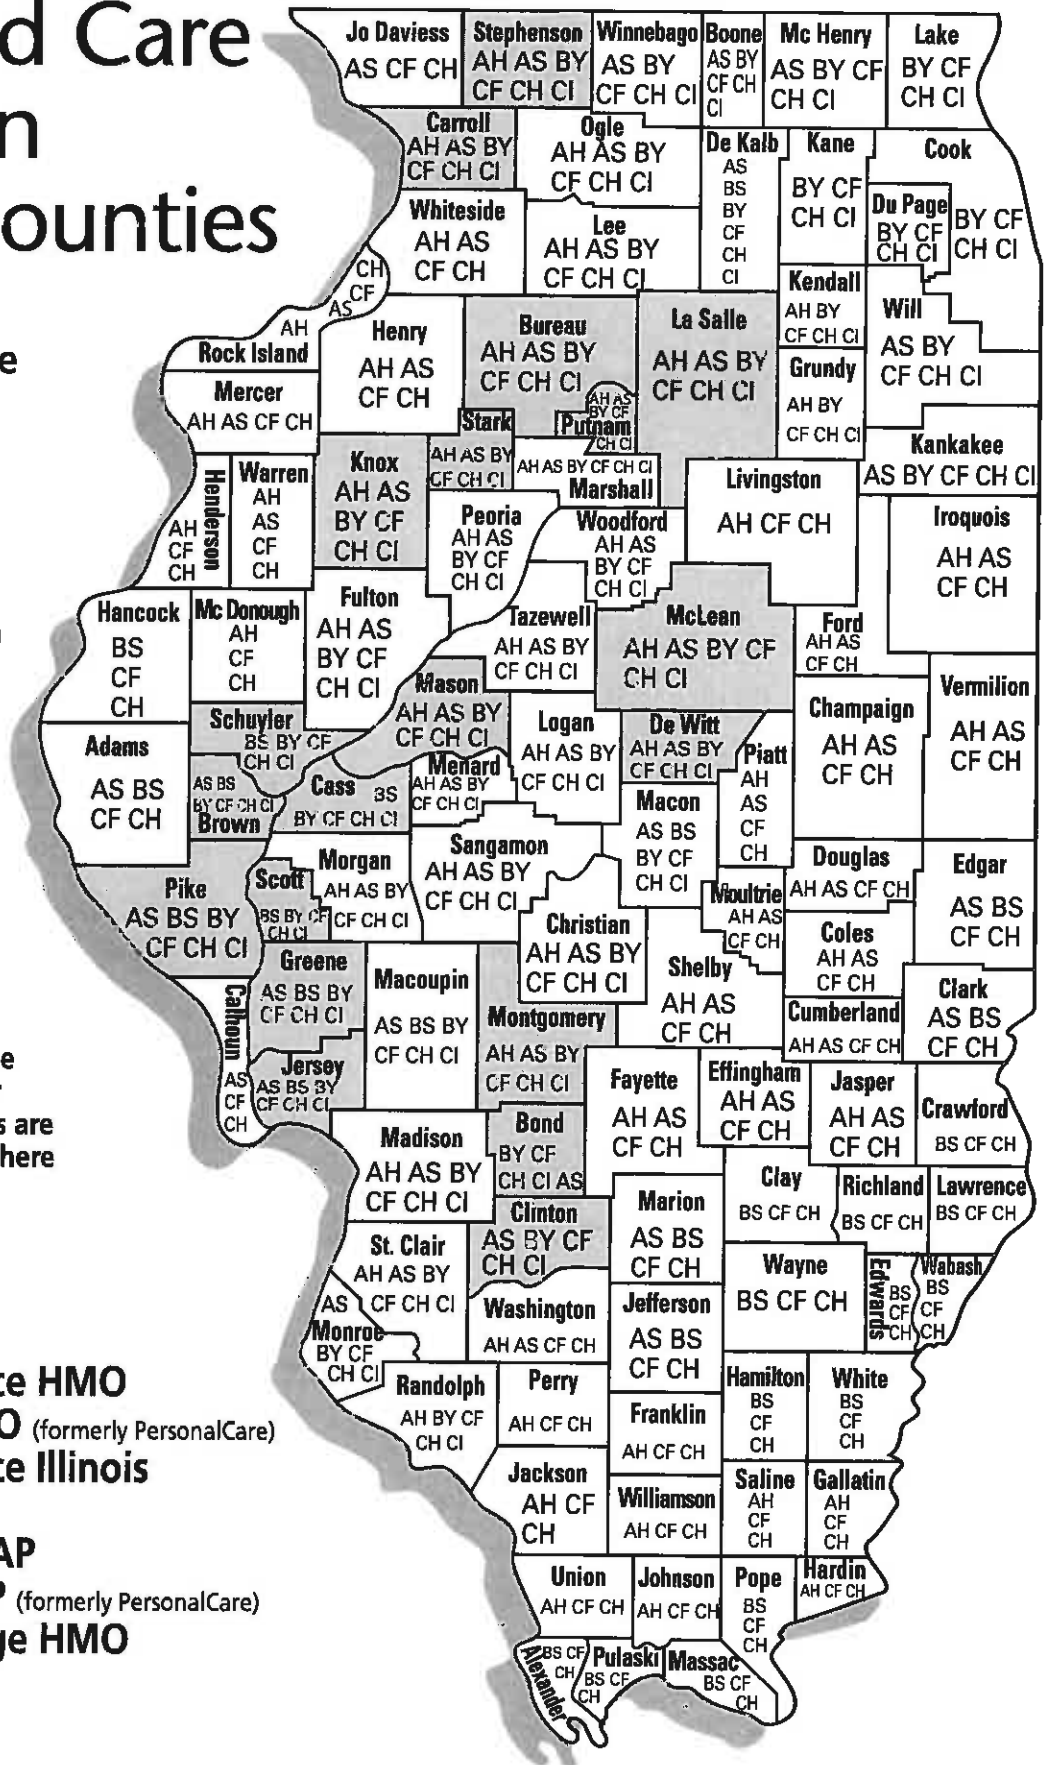 d Care
n
ounties
e
e
s are
here
ce HMO
O (formerly PersonalCare)
ce Illinois
AP
P (formerly PersonalCare)
ge HMO
Jo Daviess
AS CF CH
Stephenson
AH AS BY
CF CH CI
Winnebago
AS BY
CF CH CI
Boone
AS BY
CF CH
CI
Mc Henry
AS BY CF
CH CI
Lake
BY CF
CH CI
Carroll
AH AS BY
CF CH CI
Ogle
AH AS BY
CF CH CI
De Kalb
AS
BS
BY
CF
CH
CI
Kane
BY CF
CH CI
Cook
BY CF
CH CI
Du Page
BY CF
CH CI
Whiteside
AH AS
CF CH
Lee
AH AS BY
CF CH CI
Kendall
AH BY
CF CH CI
Will
AS BY
CF CH CI
CH
CF
AS
AH
Rock Island
Henry
AH AS
CF CH
Bureau
AH AS BY
CF CH CI
La Salle
AH AS BY
CF CH CI
Grundy
AH BY
CF CH CI
Mercer
AH AS CF CH
AH AS
BY CF
Putnam
CH CI
Stark
AH AS BY
CF CH CI
Kankakee
AS BY CF CH CI
Henderson
AH
CF
CH
Warren
AH
AS
CF
CH
Knox
AH AS
BY CF
CH CI
AH AS BY CF CH CI
Marshall
Livingston
AH CF CH
Iroquois
AH AS
CF CH
Peoria
AH AS
BY CF
CH CI
Woodford
AH AS
BY CF
CH CI
Hancock
BS
CF
CH
Mc Donough
AH
CF
CH
Fulton
AH AS
BY CF
CH CI
Tazewell
AH AS BY
CF CH CI
McLean
AH AS BY CF
CH CI
Ford
AH AS
CF CH
Mason
AH AS BY
CF CH CI
Vermilion
AH AS
CF CH
Champaign
AH AS
CF CH
Adams
AS BS
CF CH
Schuyler
BS BY CF
CH CI
Logan
AH AS BY
CF CH CI
De Witt
AH AS BY
CF CH CI
Piatt
AH
AS
CF
CH
AS BS
BY CF CH CI
Brown
Cass BS
BY CF CH CI
Menard
AH AS BY
CF CH CI
Macon
AS BS
BY CF
CH CI
Pike
AS BS BY
CF CH CI
Scott
BS BY CF
CH CI
Morgan
AH AS BY
CF CH CI
Sangamon
AH AS BY
CF CH CI
Christian
AH AS BY
CF CH CI
Moultrie
AH AS
CF CH
Douglas
AH AS CF CH
Edgar
AS BS
CF CH
Coles
AH AS
CF CH
Greene
AS BS BY
CF CH CI
Macoupin
AS BS BY
CF CH CI
Shelby
AH AS
CF CH
Clark
AS BS
CF CH
Calhoun
AS
CF
CH
Montgomery
AH AS BY
CF CH CI
Cumberland
AH AS CF CH
Jersey
AS BS BY
CF CH CI
Fayette
AH AS
CF CH
Effingham
AH AS
CF CH
Jasper
AH AS
CF CH
Crawford
BS CF CH
Madison
AH AS BY
CF CH CI
Bond
BY CF
CH CI AS
Clay
BS CF CH
Richland
BS CF CH
Lawrence
BS CF CH
Marion
AS BS
CF CH
Clinton
AS BY CF
CH CI
St. Clair
AH AS BY
CF CH CI
Wayne
BS CF CH
Edwards
BS
CF
CH
Wabash
BS
CF
CH
AS
Monroe
BY CF
CH CI
Washington
AH AS CF CH
Jefferson
AS BS
CF CH
Randolph
AH BY CF
CH CI
Perry
AH CF CH
Hamilton
BS
CF
CH
White
BS
CF
CH
Franklin
AH CF CH
Jackson
AH CF
CH
Williamson
AH CF CH
Saline
AH
CF
CH
Gallatin
AH
CF
CH
Union
AH CF CH
Johnson
AH CF CH
Pope
BS
CF
CH
Hardin
AH CF CH
Alexander
BS CF
CH
Pulaski
BS CF
CH
Massac
BS CF
CH